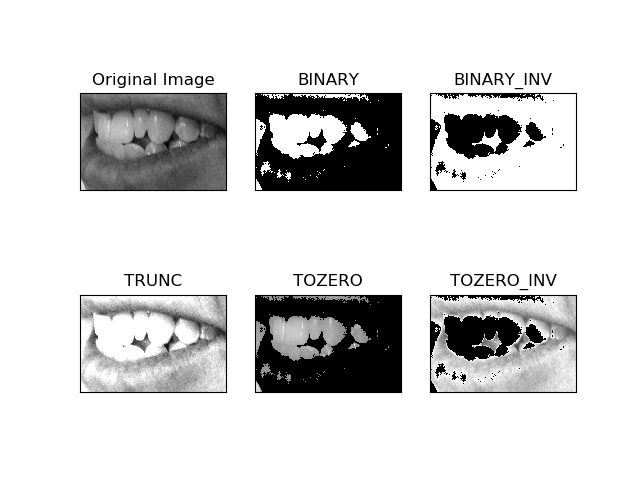 Original Image
BINARY
BINARY_INV
TRUNC
TOZERO
TOZERO_INV